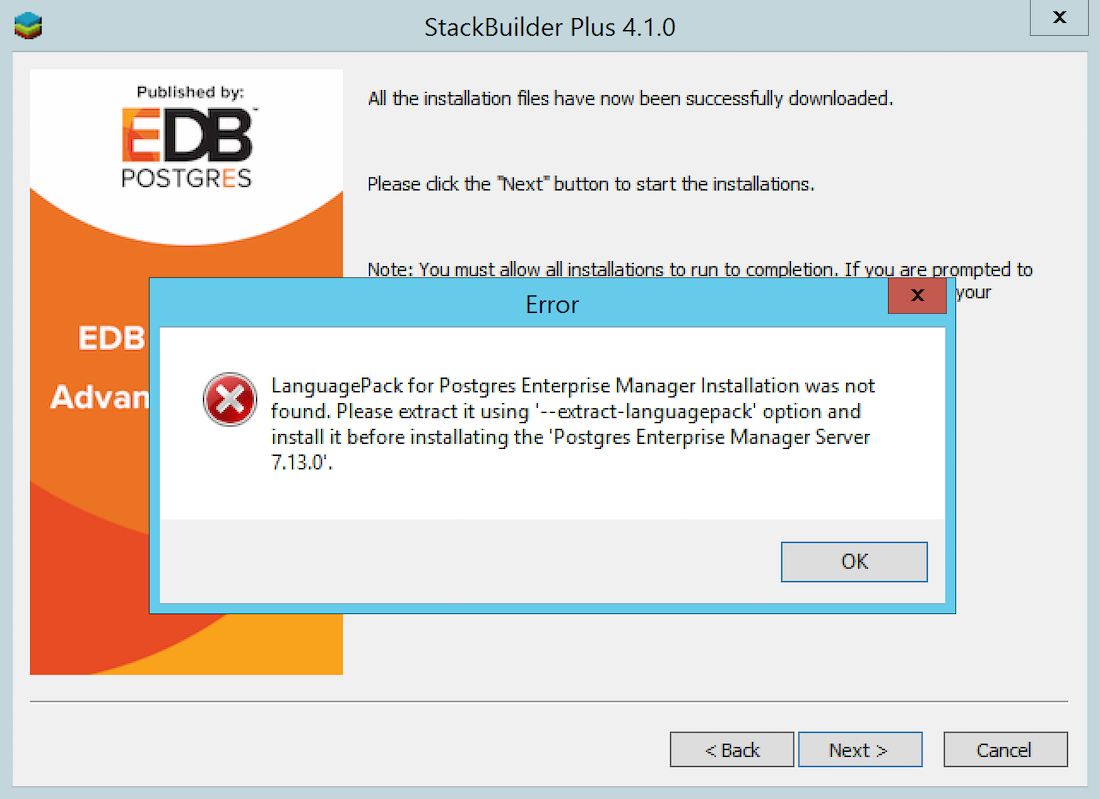 StackBuilder Plus 4.1.0
x
Published by:
EDB™
POSTGRES
EDB
Advan
All the installation files have now been successfully downloaded.
Please click the "Next" button to start the installations.
Note: You must allow all installations to run to completion. If you are prompted to
your
Error
x
LanguagePack for Postgres Enterprise Manager Installation was not
found. Please extract it using '--extract-languagepack' option and
install it before installating the 'Postgres Enterprise Manager Server
7.13.0'.
OK
< Back
Next >
Cancel